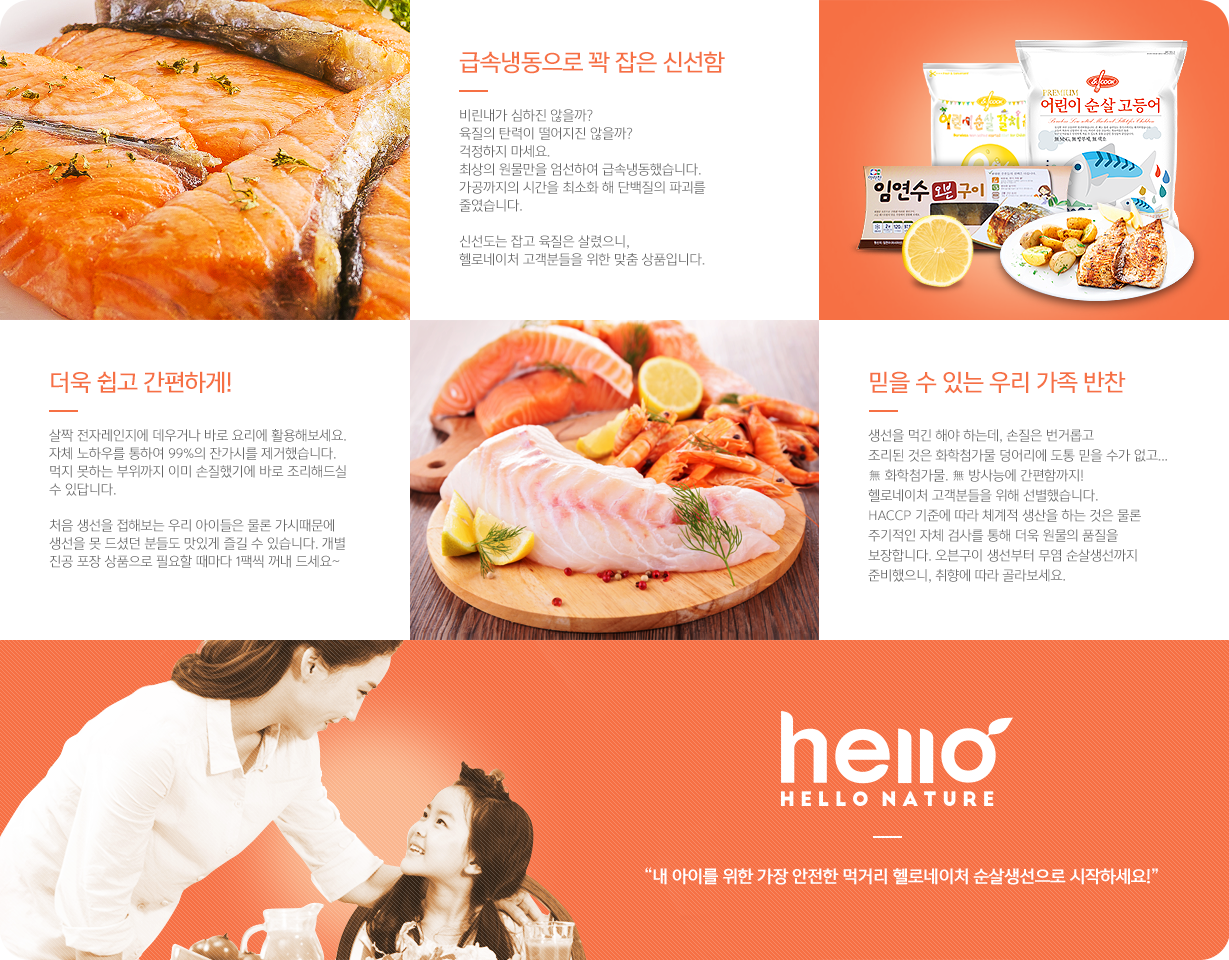 급속냉동으로 꽉 잡은 신선함
비린내가 심하진 않을까?
육질의 탄력이 떨어지진 않을까?
걱정하지 마세요.
최상의 원물만을 엄선하여 급속냉동했습니다.
가공까지의 시간을 최소화 해 단백질의 파괴를
줄였습니다.
신선도는 잡고 육질은 살렸으니,
헬로네이처 고객분들을 위한 맞춤 상품입니다.
&COOK
PREMIUM
어린이 순살 고등어
&COOK
어린이 순살 갈치
임연수 오븐구이
더욱 쉽고 간편하게!
살짝 전자레인지에 데우거나 바로 요리에 활용해보세요.
자체 노하우를 통하여 99%의 잔가시를 제거했습니다.
먹지 못하는 부위까지 이미 손질했기에 바로 조리해드실
수 있답니다.
처음 생선을 접해보는 우리 아이들은 물론 가시때문에
생선을 못 드셨던 분들도 맛있게 즐길 수 있습니다. 개별
진공 포장 상품으로 필요할 때마다 1팩씩 꺼내 드세요~
믿을 수 있는 우리 가족 반찬
생선을 먹긴 해야 하는데, 손질은 번거롭고
조리된 것은 화학첨가물 덩어리에 도통 믿을 수가 없고...
無 화학첨가물. 無 방사능에 간편함까지!
헬로네이처 고객분들을 위해 선별했습니다.
HACCP 기준에 따라 체계적 생산을 하는 것은 물론
주기적인 자체 검사를 통해 더욱 원물의 품질을
보장합니다. 오븐구이 생선부터 무염 순살생선까지
준비했으니, 취향에 따라 골라보세요.
hello
HELLO NATURE
“내 아이를 위한 가장 안전한 먹거리 헬로네이처 순살생선으로 시작하세요!”